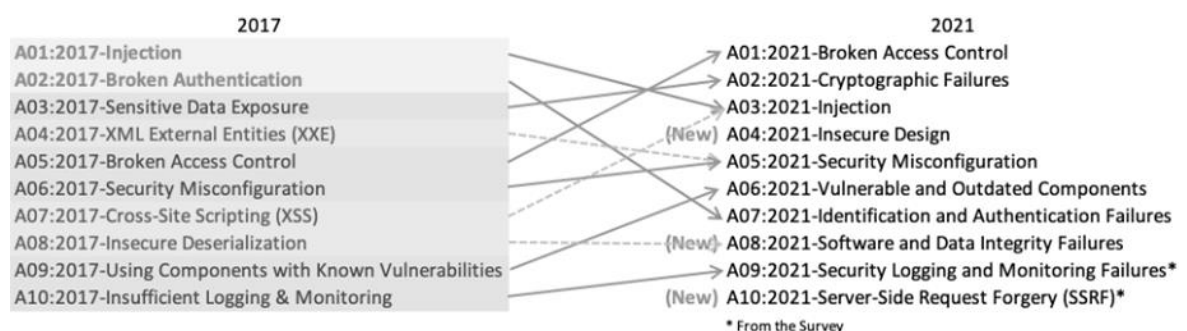 2017
A01:2017-Injection
A02:2017-Broken Authentication
A03:2017-Sensitive Data Exposure
A04:2017-XML External Entities (XXE)
A05:2017-Broken Access Control
A06:2017-Security Misconfiguration
A07:2017-Cross-Site Scripting (XSS)
A08:2017-Insecure Deserialization
A09:2017-Using Components with Known Vulnerabilities
A10:2017-Insufficient Logging & Monitoring
2021
A01:2021-Broken Access Control
A02:2021-Cryptographic Failures
A03:2021-Injection
(New) A04:2021-Insecure Design
A05:2021-Security Misconfiguration
A06:2021-Vulnerable and Outdated Components
A07:2021-Identification and Authentication Failures
(New) A08:2021-Software and Data Integrity Failures
A09:2021-Security Logging and Monitoring Failures*
(New) A10:2021-Server-Side Request Forgery (SSRF)*
* From the Survey